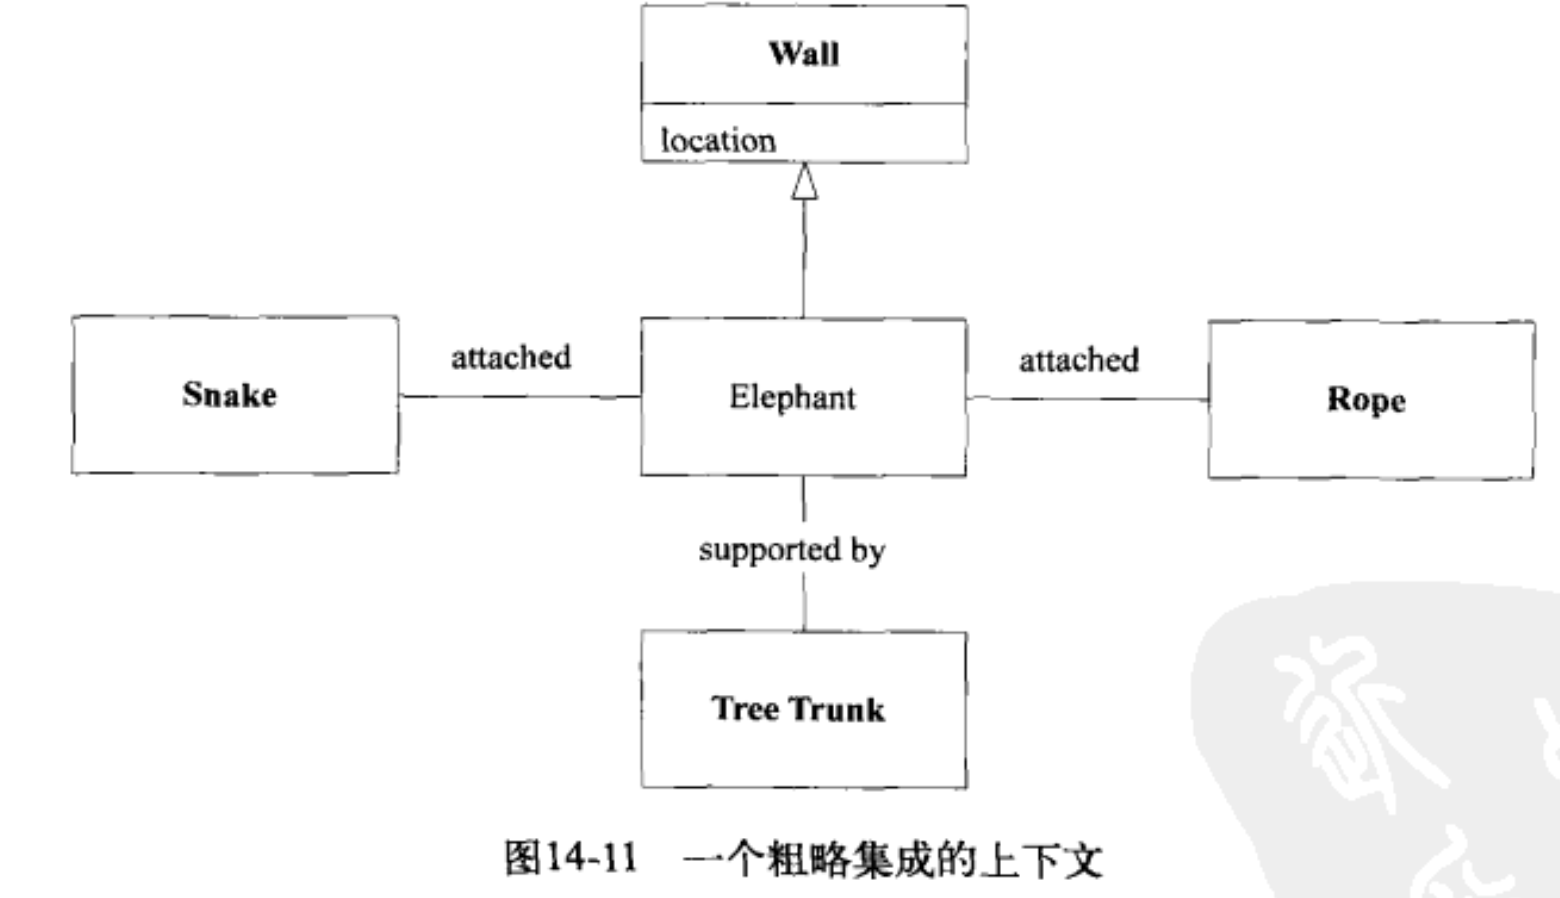 Wall
location
attached
attached
Snake
Elephant
Rope
supported by
Tree Trunk
图14-11 一个粗略集成的上下文